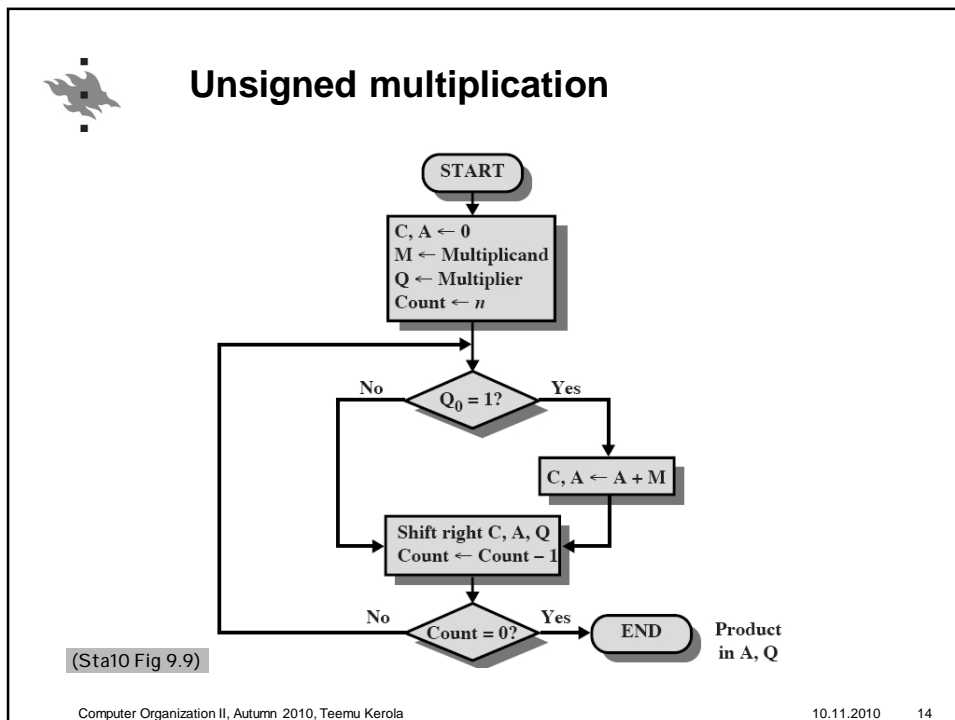 Unsigned multiplication
START
C, A ← 0
M ← Multiplicand
Q ← Multiplier
Count ← n
No
Yes
Q0 = 1?
C, A ← A + M
Shift right C, A, Q
Count ← Count – 1
No
Yes
Count = 0?
END
Product
in A, Q
(Sta10 Fig 9.9)
Computer Organization II, Autumn 2010, Teemu Kerola
10.11.2010
14